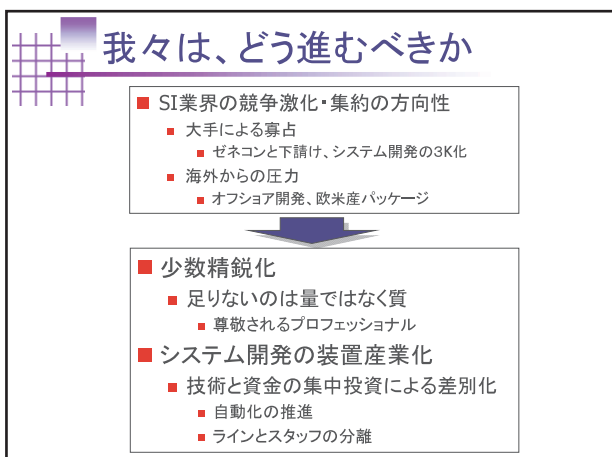 我々は、どう進むべきか
SI業界の競争激化・集約の方向性
大手による寡占
ゼネコンと下請け、システム開発の3K化
海外からの圧力
オフショア開発、欧米産パッケージ
少数精鋭化
足りないのは量ではなく質
尊敬されるプロフェッショナル
システム開発の装置産業化
技術と資金の集中投資による差別化
自動化の推進
ラインとスタッフの分離